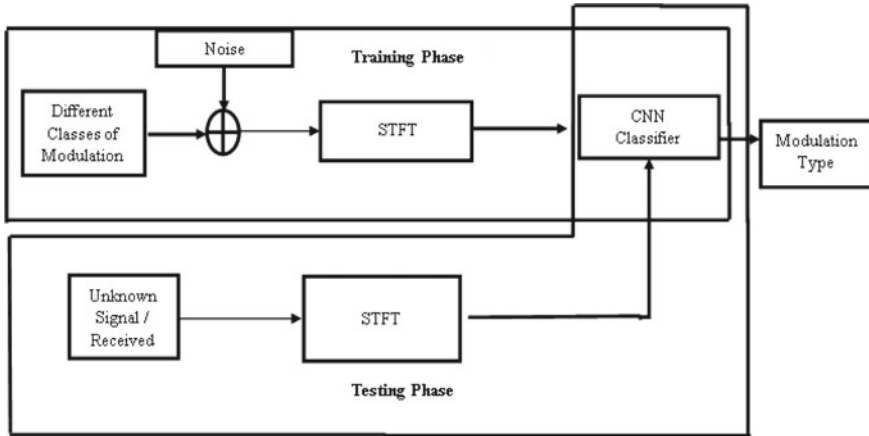 Noise
Training Phase
Different
Classes of
Modulation
STFT
CNN
Classifier
Modulation
Type
Unknown
Signal /
Received
STFT
Testing Phase